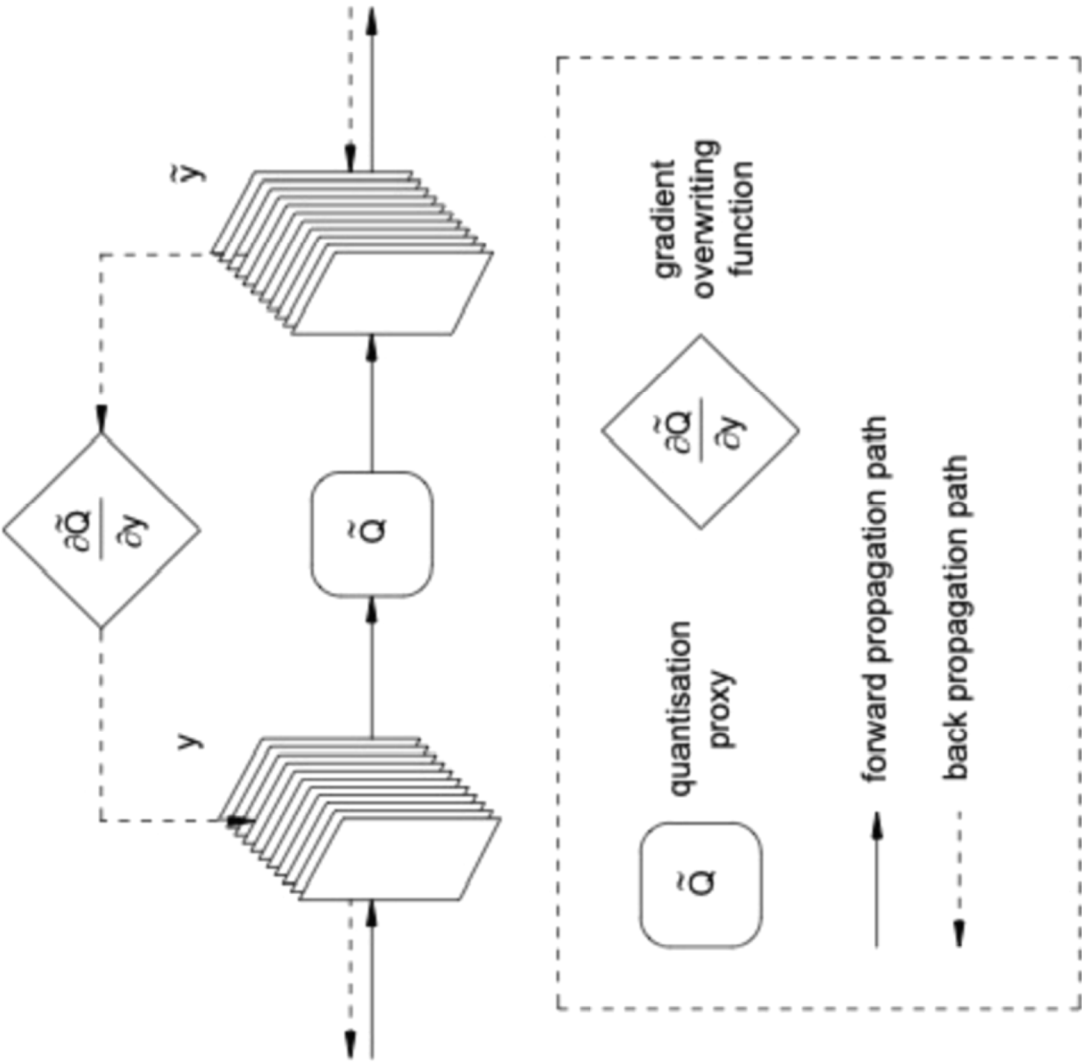 y
ỹ
∂Q̃
∂y
Q̃
Q̃
quantisation
proxy
∂Q̃
∂y
gradient
overwriting
function
forward propagation path
back propagation path